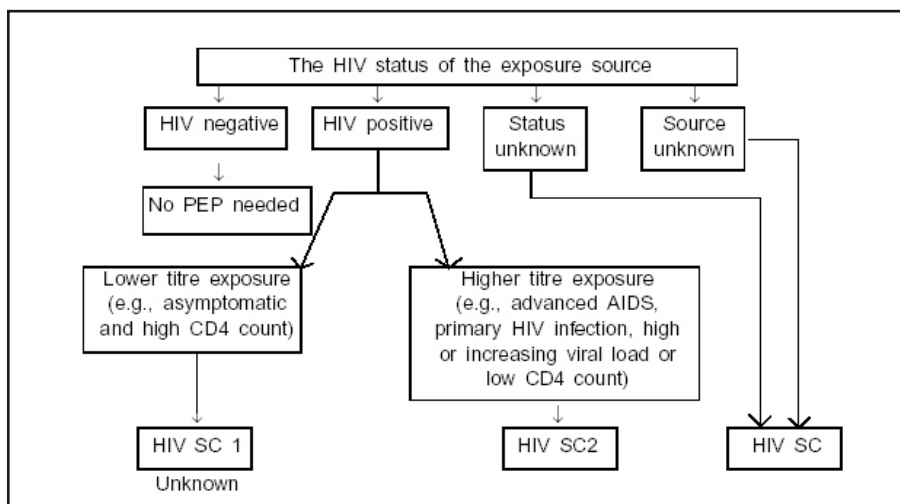 The HIV status of the exposure source
HIV negative
HIV positive
Status
unknown
Source
unknown
No PEP needed
Lower titre exposure
(e.g., asymptomatic
and high CD4 count)
Higher titre exposure
(e.g., advanced AIDS,
primary HIV infection, high
or increasing viral load or
low CD4 count)
HIV SC 1
HIV SC2
HIV SC
Unknown